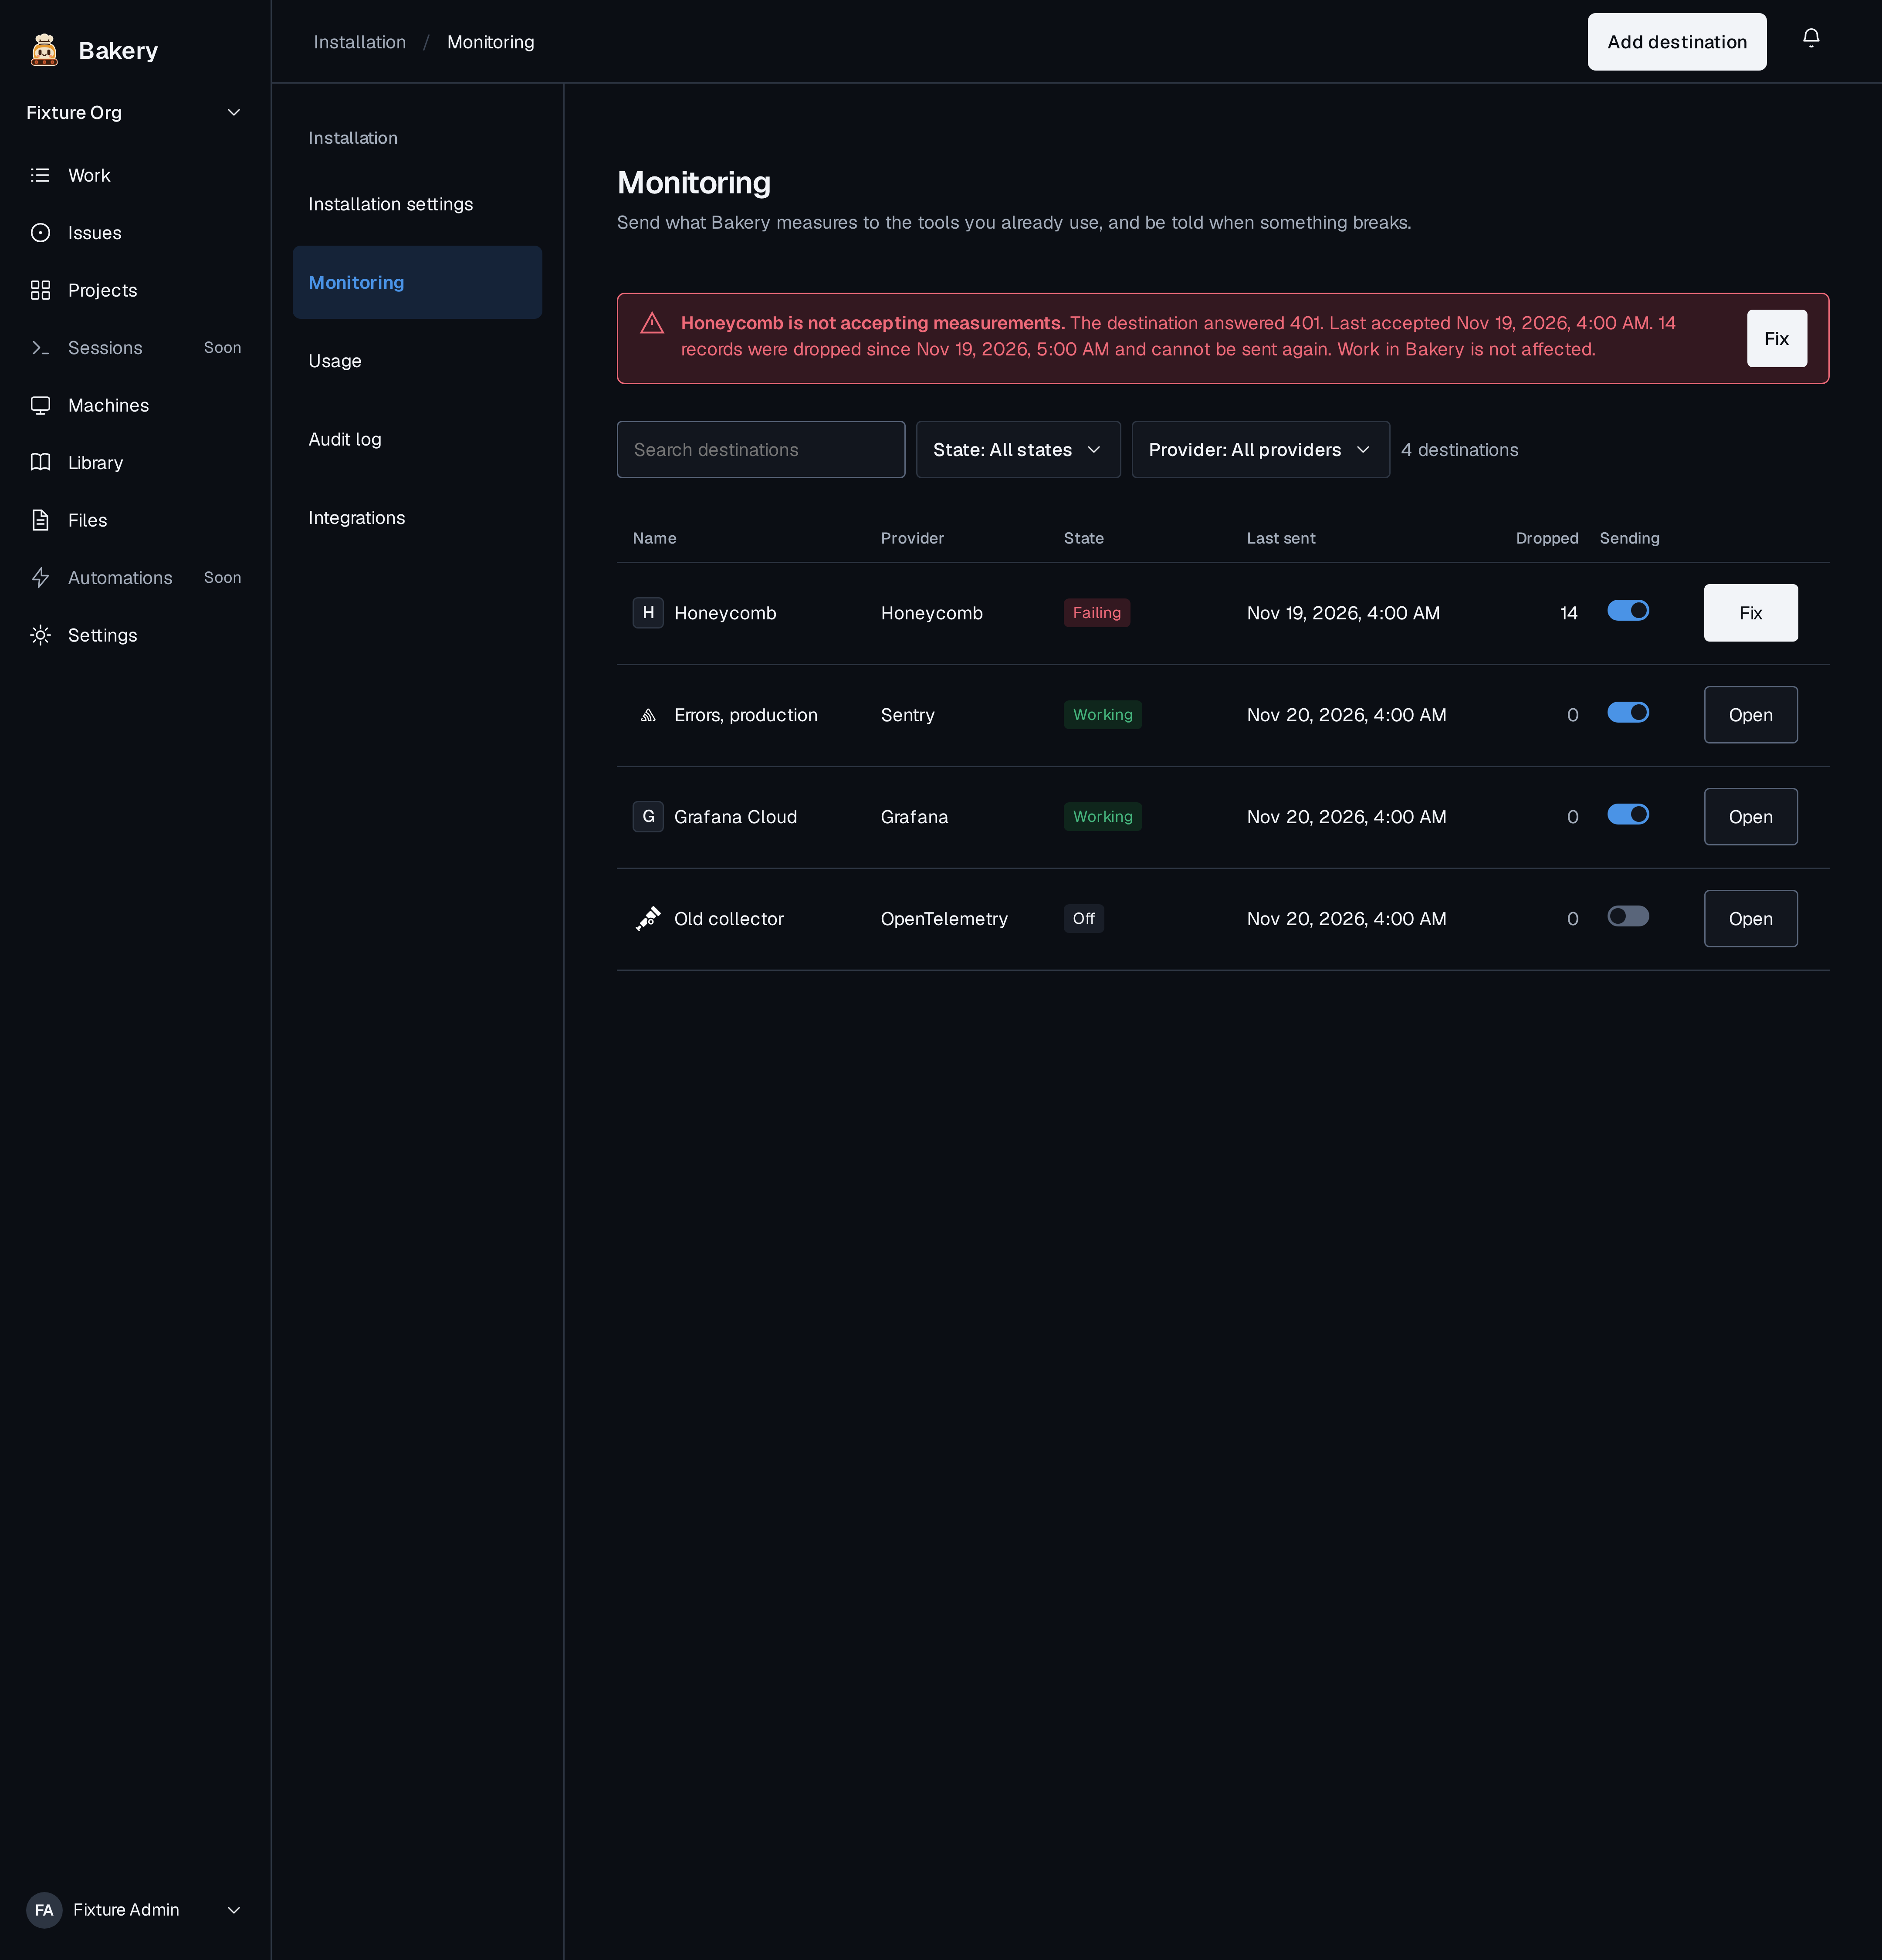 Bakery
Fixture Org
Work
Issues
Projects
Sessions Soon
Machines
Library
Files
Automations Soon
Settings
FA Fixture Admin
Installation / Monitoring
Add destination
Installation
Installation settings
Monitoring
Usage
Audit log
Integrations
Monitoring
Send what Bakery measures to the tools you already use, and be told when something breaks.
Honeycomb is not accepting measurements. The destination answered 401. Last accepted Nov 19, 2026, 4:00 AM. 14
records were dropped since Nov 19, 2026, 5:00 AM and cannot be sent again. Work in Bakery is not affected.
Fix
Search destinations State: All states Provider: All providers 4 destinations
Name Provider State Last sent Dropped Sending
H Honeycomb Honeycomb Failing Nov 19, 2026, 4:00 AM 14 Fix
Errors, production Sentry Working Nov 20, 2026, 4:00 AM 0 Open
G Grafana Cloud Grafana Working Nov 20, 2026, 4:00 AM 0 Open
Old collector OpenTelemetry Off Nov 20, 2026, 4:00 AM 0 Open